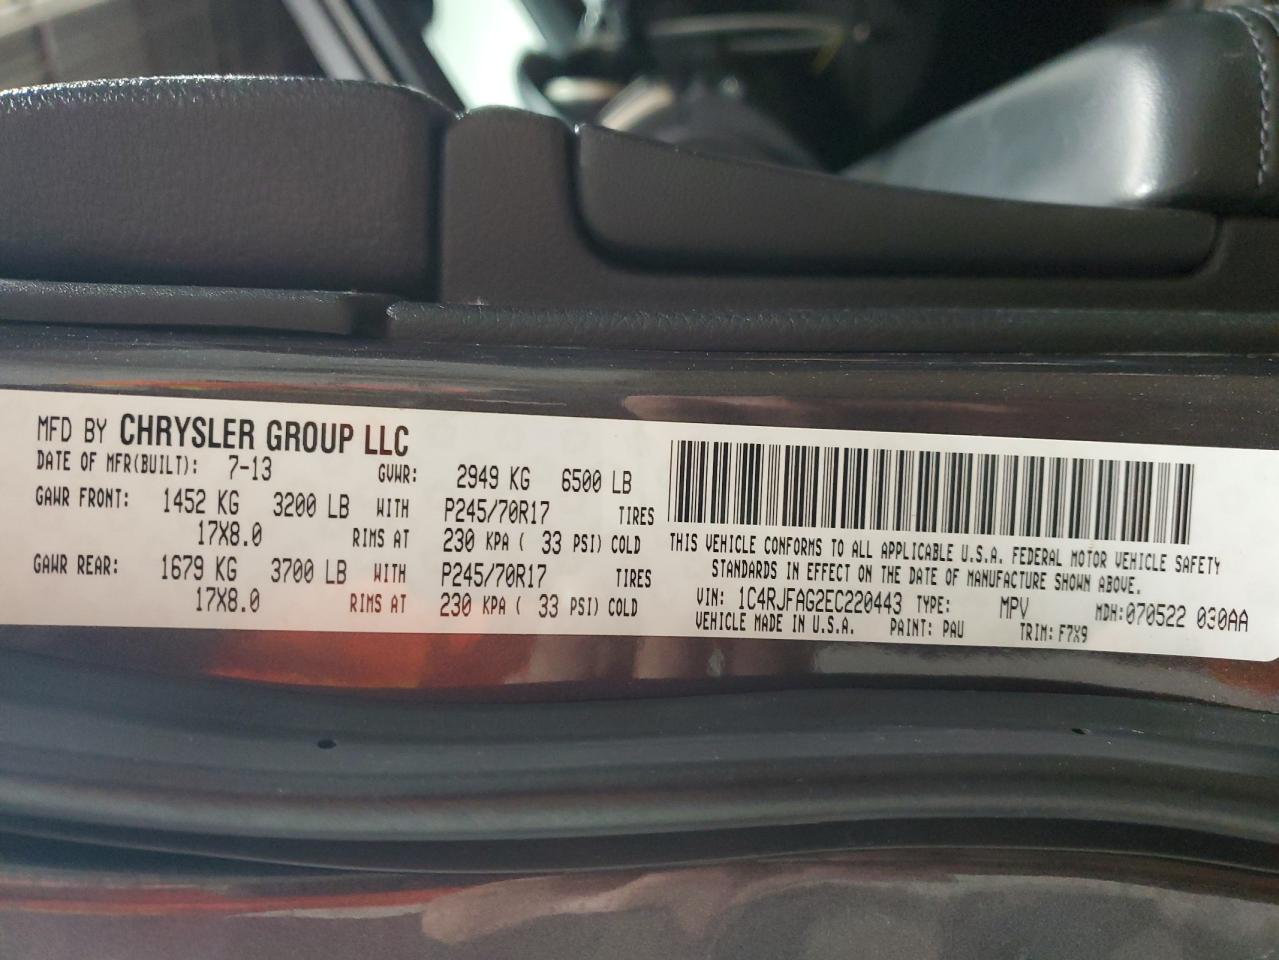 MFD BY CHRYSLER GROUP LLC
DATE OF MFR(BUILT): 7-13 GVWR: 2949 KG 6500 LB
GAWR FRONT: 1452 KG 3200 LB WITH P245/70R17 TIRES
17X8.0 RIMS AT 230 KPA ( 33 PSI) COLD
GAWR REAR: 1679 KG 3700 LB WITH P245/70R17 TIRES
17X8.0 RIMS AT 230 KPA ( 33 PSI) COLD
THIS VEHICLE CONFORMS TO ALL APPLICABLE U.S.A. FEDERAL MOTOR VEHICLE SAFETY
STANDARDS IN EFFECT ON THE DATE OF MANUFACTURE SHOWN ABOVE.
VIN: 1C4RJFAG2EC220443 TYPE: MPV MDH:070522 030AA
VEHICLE MADE IN U.S.A. PAINT: PAU TRIM: F7X9